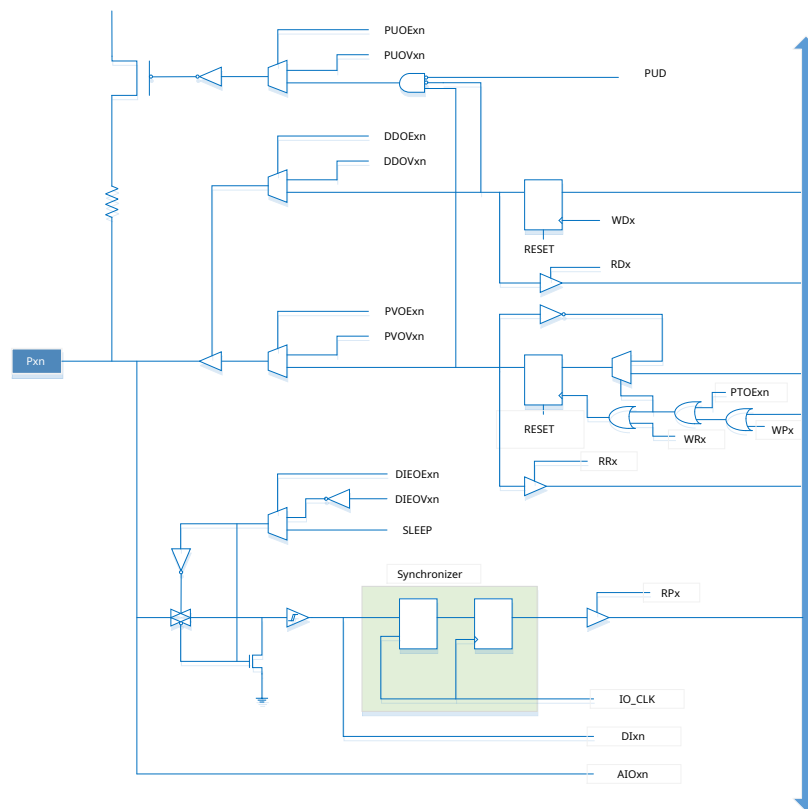 PUOExn
PUOVxn
PUD
DDOExn
DDOVxn
WDx
RESET
RDx
PVOExn
PVOVxn
Pxn
PTOExn
RESET
WRx
WPx
RRx
DIEOExn
DIEOVxn
SLEEP
Synchronizer
RPx
IO_CLK
DIxn
AIOxn